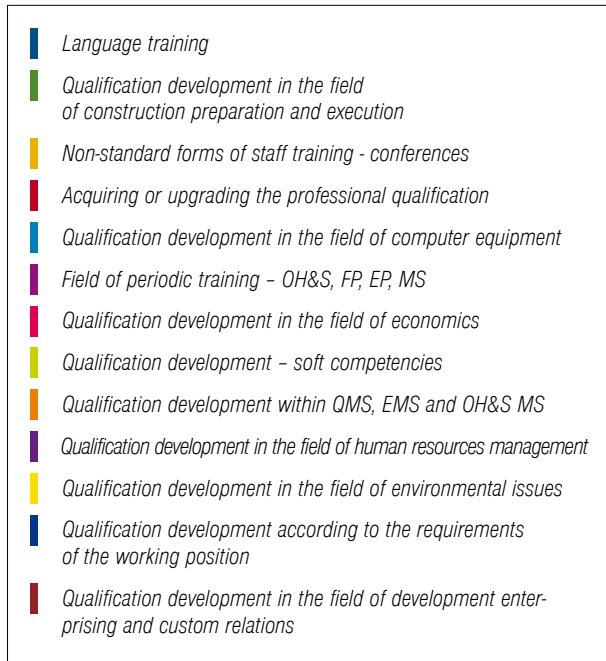 Language training
Qualification development in the field
of construction preparation and execution
Non-standard forms of staff training - conferences
Acquiring or upgrading the professional qualification
Qualification development in the field of computer equipment
Field of periodic training – OH&S, FP, EP, MS
Qualification development in the field of economics
Qualification development – soft competencies
Qualification development within QMS, EMS and OH&S MS
Qualification development in the field of human resources management
Qualification development in the field of environmental issues
Qualification development according to the requirements
of the working position
Qualification development in the field of development enter-
prising and custom relations